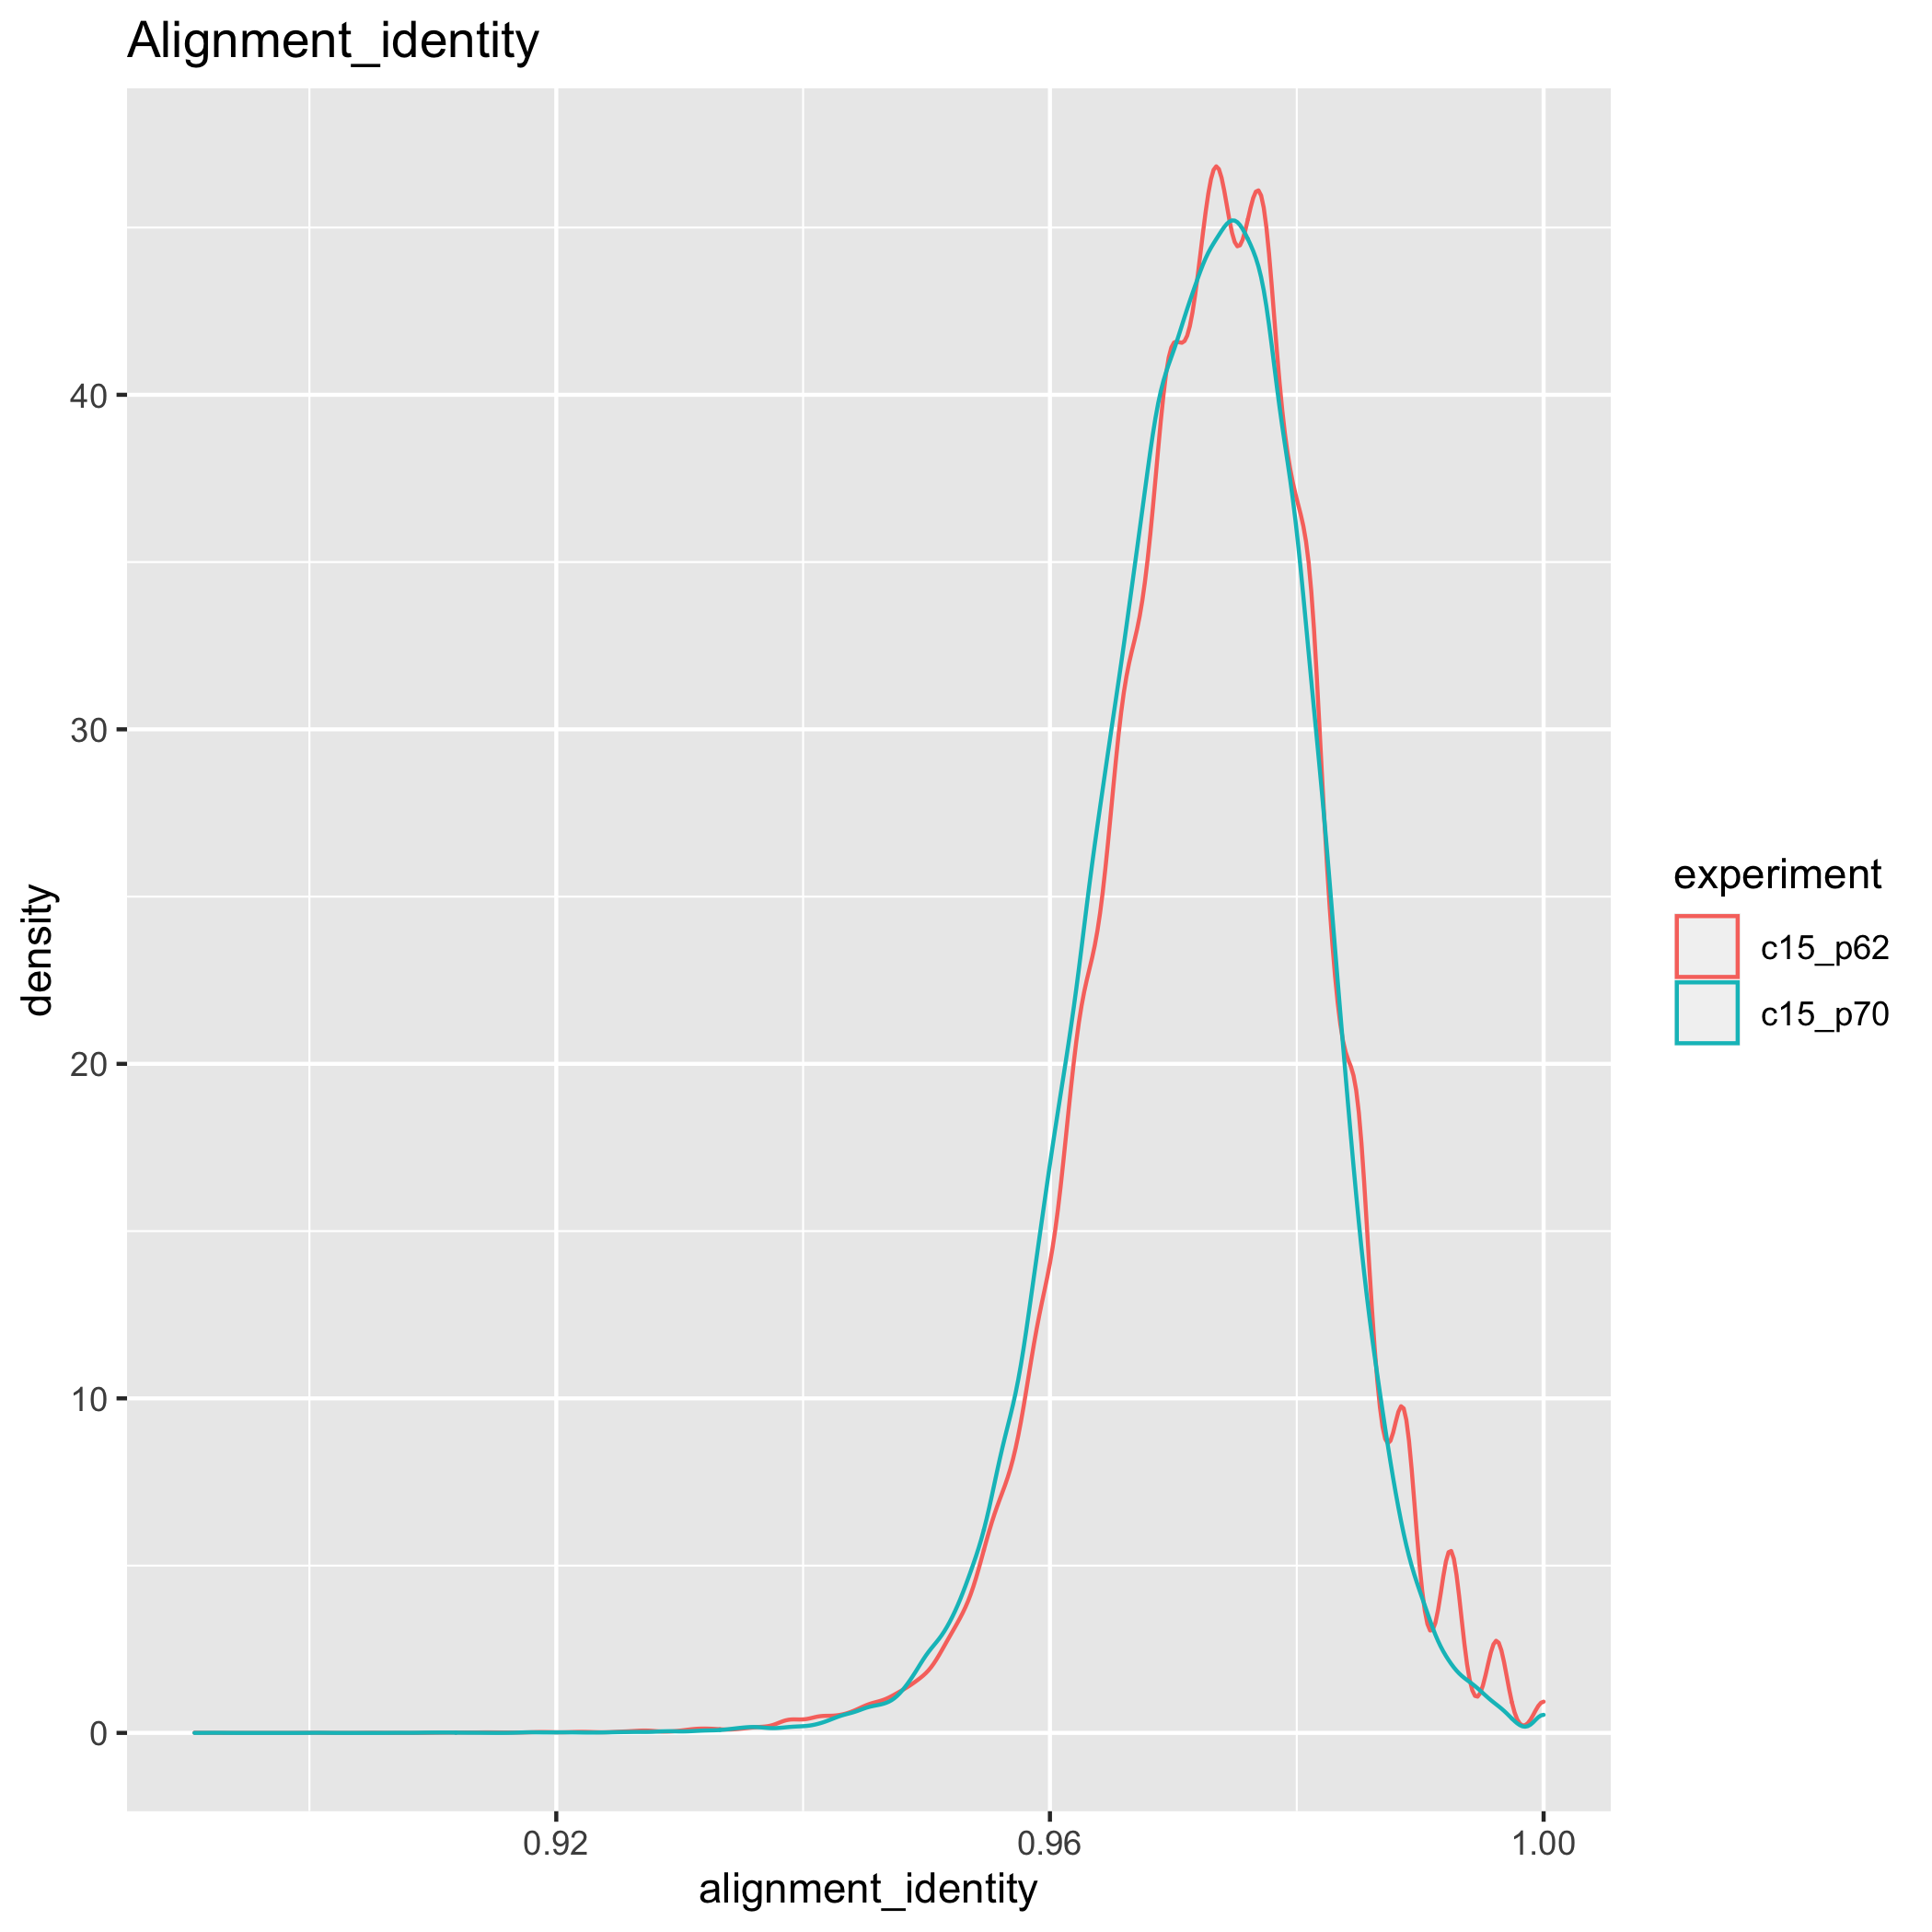 Alignment_identity
40
30
20
10
0
density
0.92
0.96
1.00
alignment_identity
experiment
c15_p62
c15_p70